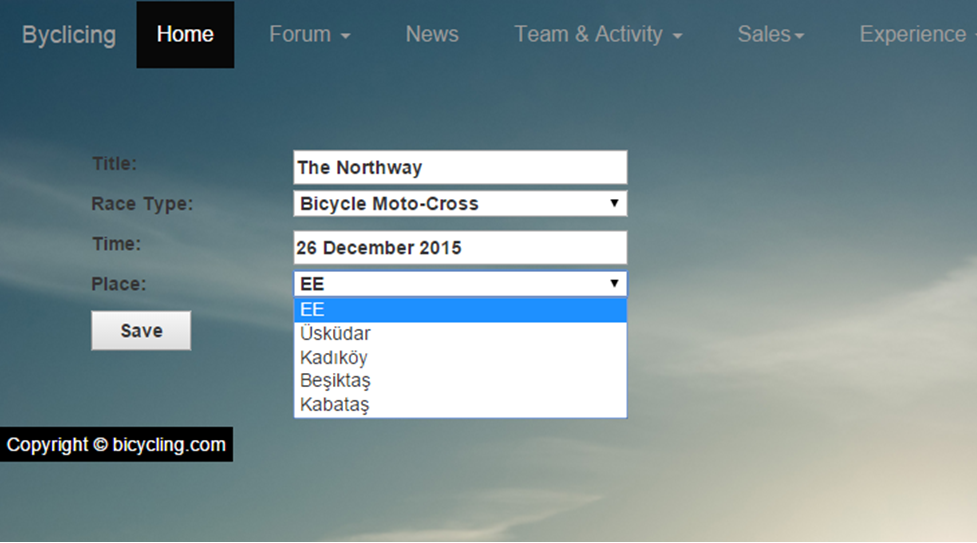 Byclicing Home Forum News Team & Activity Sales Experience
Title: The Northway
Race Type: Bicycle Moto-Cross
Time: 26 December 2015
Place: EE
EE
Save
Üsküdar
Kadıköy
Beşiktaş
Kabataş
Copyright © bicycling.com